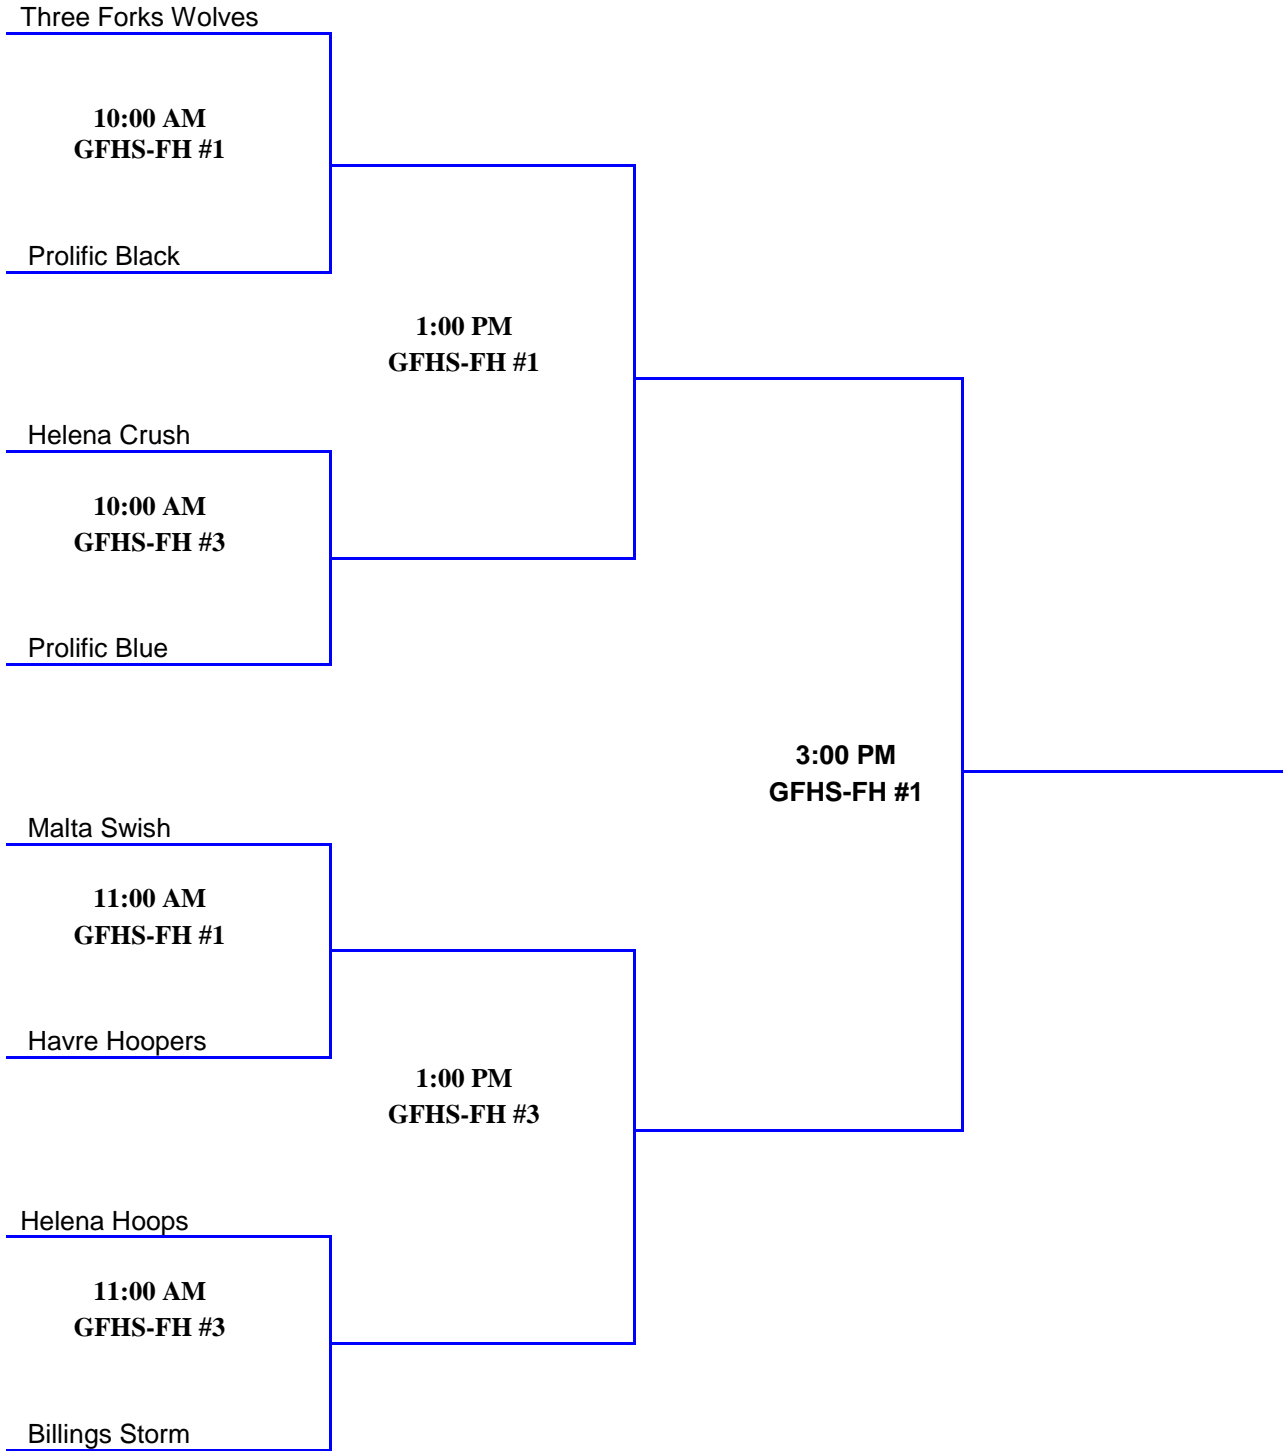 Three Forks Wolves
10:00 AM
GFHS-FH #1
Prolific Black
1:00 PM
GFHS-FH #1
Helena Crush
10:00 AM
GFHS-FH #3
Prolific Blue
3:00 PM
GFHS-FH #1
Malta Swish
11:00 AM
GFHS-FH #1
Havre Hoopers
1:00 PM
GFHS-FH #3
Helena Hoops
11:00 AM
GFHS-FH #3
Billings Storm